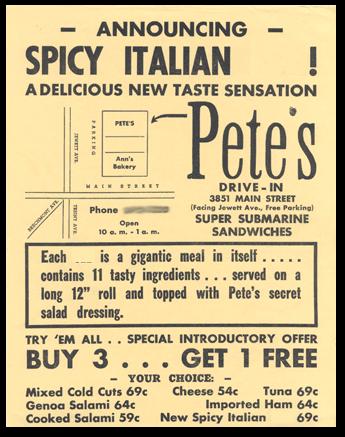 – ANNOUNCING –
SPICY ITALIAN !
A DELICIOUS NEW TASTE SENSATION
PETE'S
PARKING
JEWETT AVE.
Ann's
Bakery
MAIN STREET
BEECHMONT AVE.
TRENT AVE.
Phone
Open
10 a. m. - 1 a.m.
Pete's
DRIVE - IN
3851 MAIN STREET
(Facing Jewett Ave., Free Parking)
SUPER SUBMARINE
SANDWICHES
Each ___ is a gigantic meal in itself . . . . .
contains 11 tasty ingredients . . . served on a
long 12” roll and topped with Pete's secret
salad dressing.
TRY 'EM ALL . . SPECIAL INTRODUCTORY OFFER
BUY 3 . . . GET 1 FREE
– YOUR CHOICE: –
Mixed Cold Cuts 69c Cheese 54c Tuna 69c
Genoa Salami 64c Imported Ham 64c
Cooked Salami 59c New Spicy Italian 69c